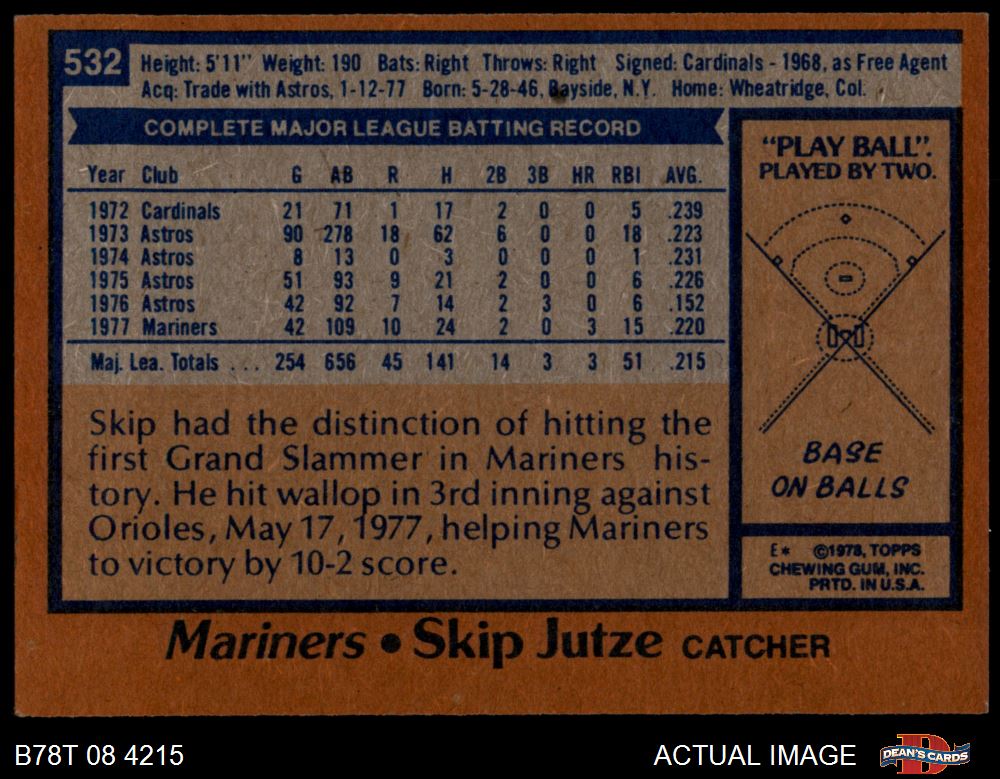 532
Height: 5'11" Weight: 190 Bats: Right Throws: Right Signed: Cardinals - 1968, as Free Agent
Acq: Trade with Astros, 1-12-77 Born: 5-28-46, Bayside, N.Y. Home: Wheatridge, Col.
COMPLETE MAJOR LEAGUE BATTING RECORD
Year Club G AB R H 2B 3B HR RBI AVG.
1972 Cardinals 21 71 1 17 2 0 0 5 .239
1973 Astros 90 278 18 62 6 0 0 18 .223
1974 Astros 8 13 0 3 0 0 0 1 .231
1975 Astros 51 93 9 21 2 0 0 6 .226
1976 Astros 42 92 7 14 2 3 0 6 .152
1977 Mariners 42 109 10 24 2 0 3 15 .220
Maj. Lea. Totals . . . 254 656 45 141 14 3 3 51 .215
Skip had the distinction of hitting the
first Grand Slammer in Mariners his-
tory. He hit wallop in 3rd inning against
Orioles, May 17, 1977, helping Mariners
to victory by 10-2 score.
"PLAY BALL".
PLAYED BY TWO.
BASE
ON BALLS
E* ©1978, TOPPS
CHEWING GUM, INC.
PRTD. IN U.S.A.
Mariners • Skip Jutze CATCHER
B78T 08 4215
ACTUAL IMAGE
DEAN'S CARDS